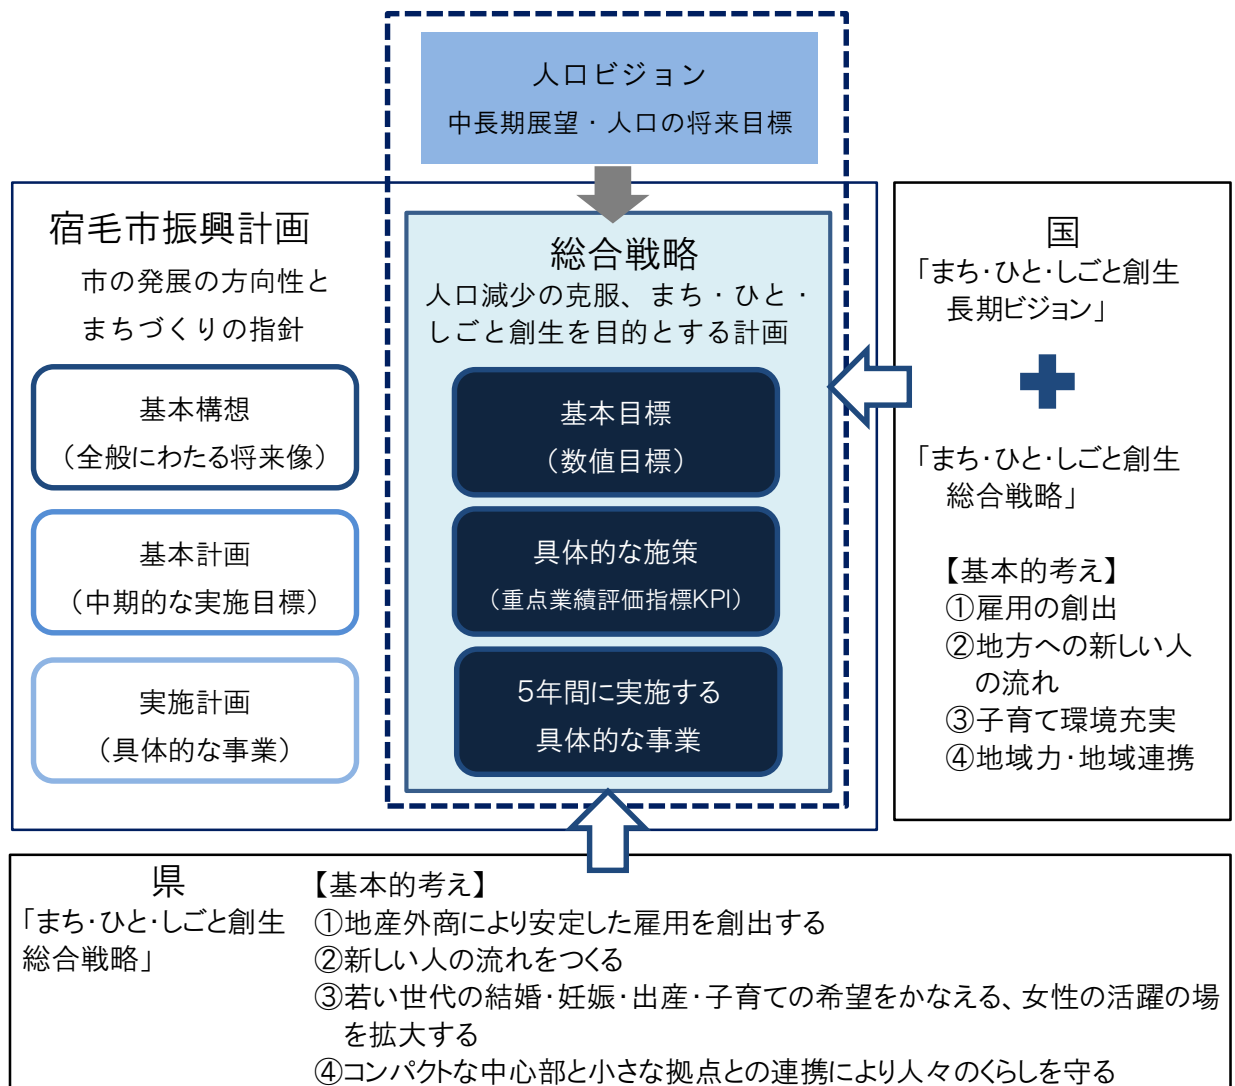 人口ビジョン
中長期展望・人口の将来目標
宿毛市振興計画
市の発展の方向性と
まちづくりの指針
基本構想
（全般にわたる将来像）
基本計画
（中期的な実施目標）
実施計画
（具体的な事業）
総合戦略
人口減少の克服、まち・ひと・
しごと創生を目的とする計画
基本目標
（数値目標）
具体的な施策
（重点業績評価指標KPI）
5年間に実施する
具体的な事業
国
「まち・ひと・しごと創生
長期ビジョン」
「まち・ひと・しごと創生
総合戦略」
【基本的考え】
①雇用の創出
②地方への新しい人
の流れ
③子育て環境充実
④地域力・地域連携
県
「まち・ひと・しごと創生
総合戦略」
【基本的考え】
①地産外商により安定した雇用を創出する
②新しい人の流れをつくる
③若い世代の結婚・妊娠・出産・子育ての希望をかなえる、女性の活躍の場
を拡大する
④コンパクトな中心部と小さな拠点との連携により人々のくらしを守る